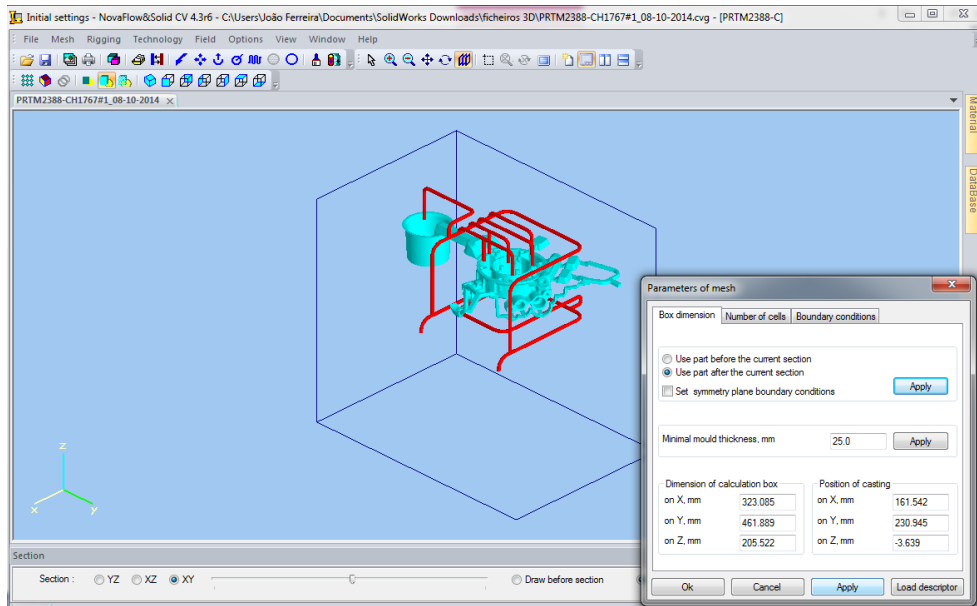 Initial settings - NovaFlow&Solid CV 4.3r6 - C:\Users\João Ferreira\Documents\SolidWorks Downloads\ficheiros 3D\PRTM2388-CH1767#1_08-10-2014.cvg - [PRTM2388-C]
File Mesh Rigging Technology Field Options View Window Help
PRTM2388-CH1767#1_08-10-2014
Material
DataBase
z
x
y
Parameters of mesh
Box dimension Number of cells Boundary conditions
Use part before the current section
Use part after the current section
Set symmetry plane boundary conditions
Apply
Minimal mould thickness, mm 25.0 Apply
Dimension of calculation box Position of casting
on X, mm 323.085 on X, mm 161.542
on Y, mm 461.889 on Y, mm 230.945
on Z, mm 205.522 on Z, mm -3.639
Ok Cancel Apply Load descriptor
Section
Section : YZ XZ XY Draw before section